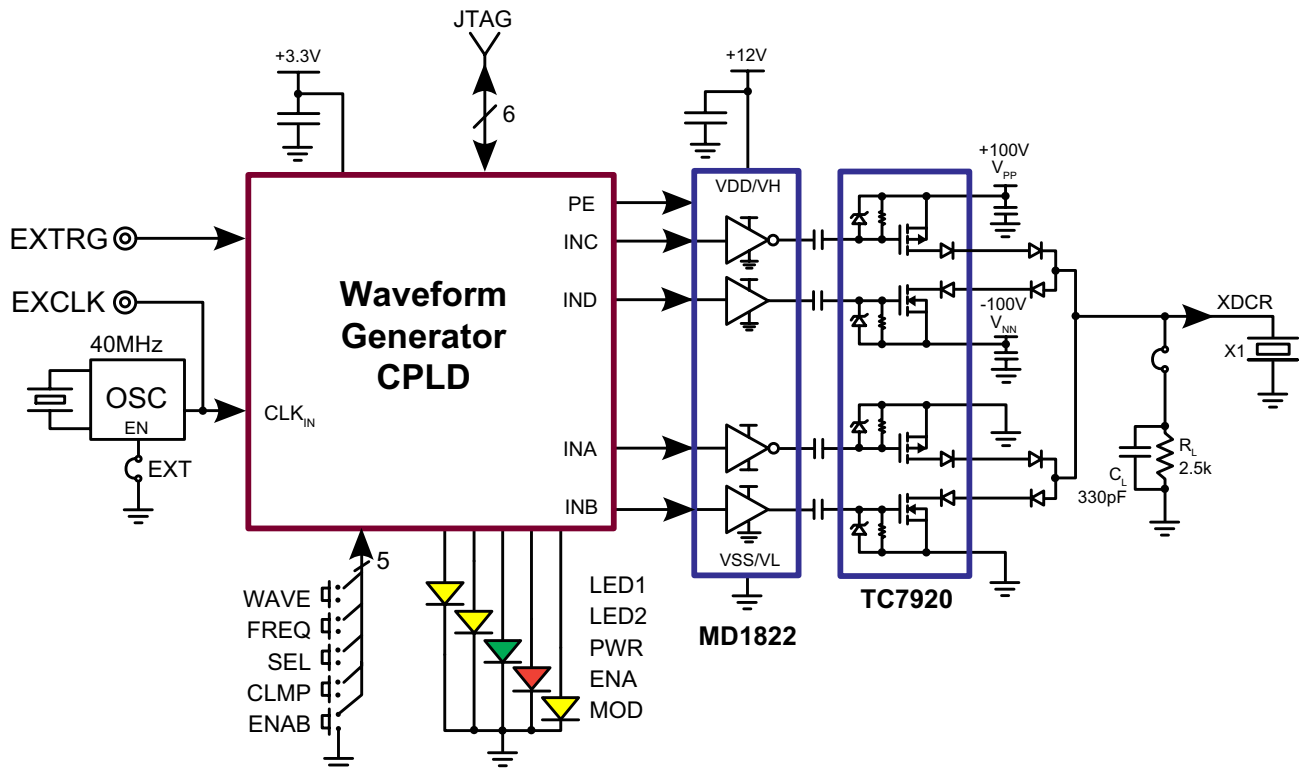 JTAG
+3.3V
6
+12V
+100V
VPP
VDD/VH
PE
INC
IND
EXTRG
EXCLK
Waveform
Generator
CPLD
-100V
VNN
XDCR
X1
40MHz
OSC
EN
EXT
CLKIN
INA
INB
RL
2.5k
CL
330pF
VSS/VL
MD1822
TC7920
5
WAVE
FREQ
SEL
CLMP
ENAB
LED1
LED2
PWR
ENA
MOD